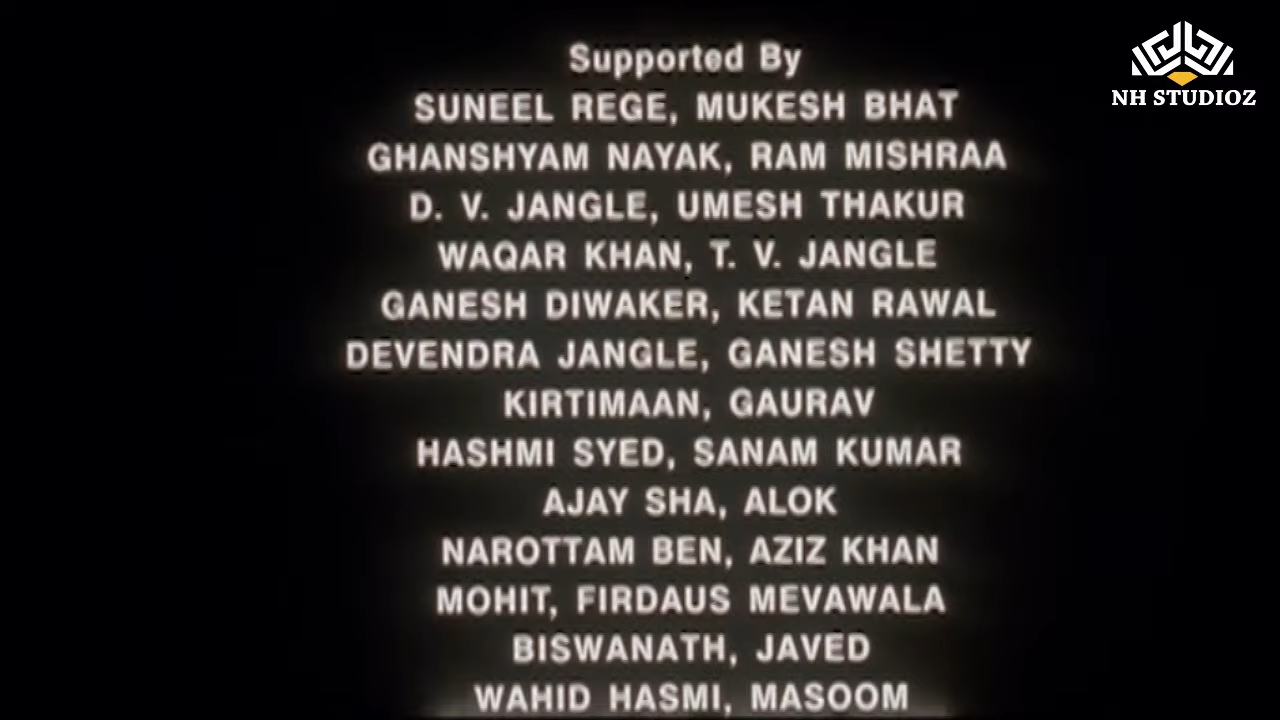 Supported By
SUNEEL REGE, MUKESH BHAT
GHANSHYAM NAYAK, RAM MISHRAA
D. V. JANGLE, UMESH THAKUR
WAQAR KHAN, T. V. JANGLE
GANESH DIWAKER, KETAN RAWAL
DEVENDRA JANGLE, GANESH SHETTY
KIRTIMAAN, GAURAV
HASHMI SYED, SANAM KUMAR
AJAY SHA, ALOK
NAROTTAM BEN, AZIZ KHAN
MOHIT, FIRDAUS MEVAWALA
BISWANATH, JAVED
WAHID HASMI, MASOOM
NH STUDIOZ